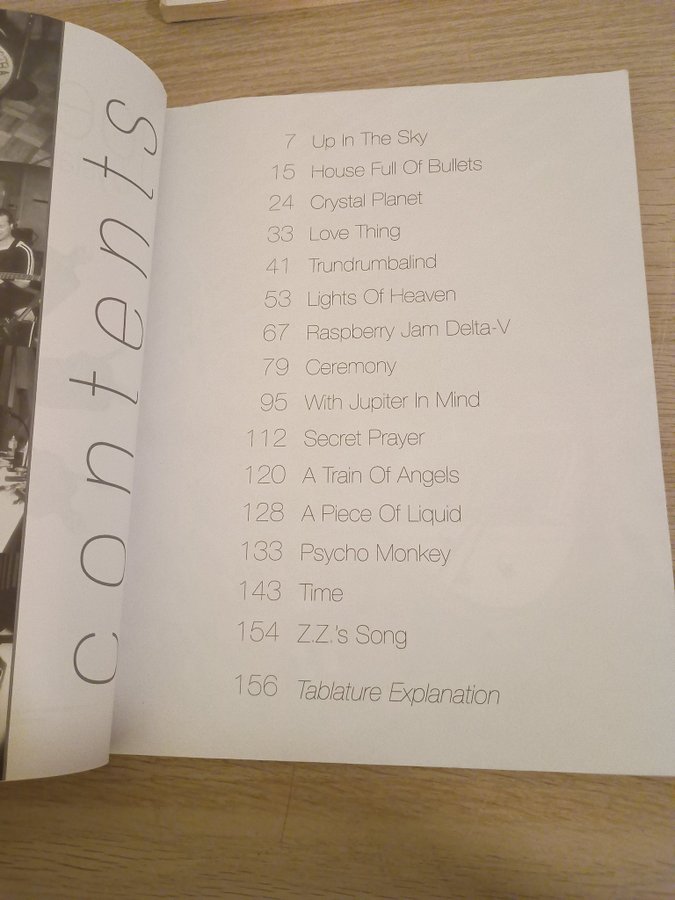 contents
7 Up In The Sky
15 House Full Of Bullets
24 Crystal Planet
33 Love Thing
41 Trundrumbalind
53 Lights Of Heaven
67 Raspberry Jam Delta-V
79 Ceremony
95 With Jupiter In Mind
112 Secret Prayer
120 A Train Of Angels
128 A Piece Of Liquid
133 Psycho Monkey
143 Time
154 Z.Z.'s Song
156 Tablature Explanation